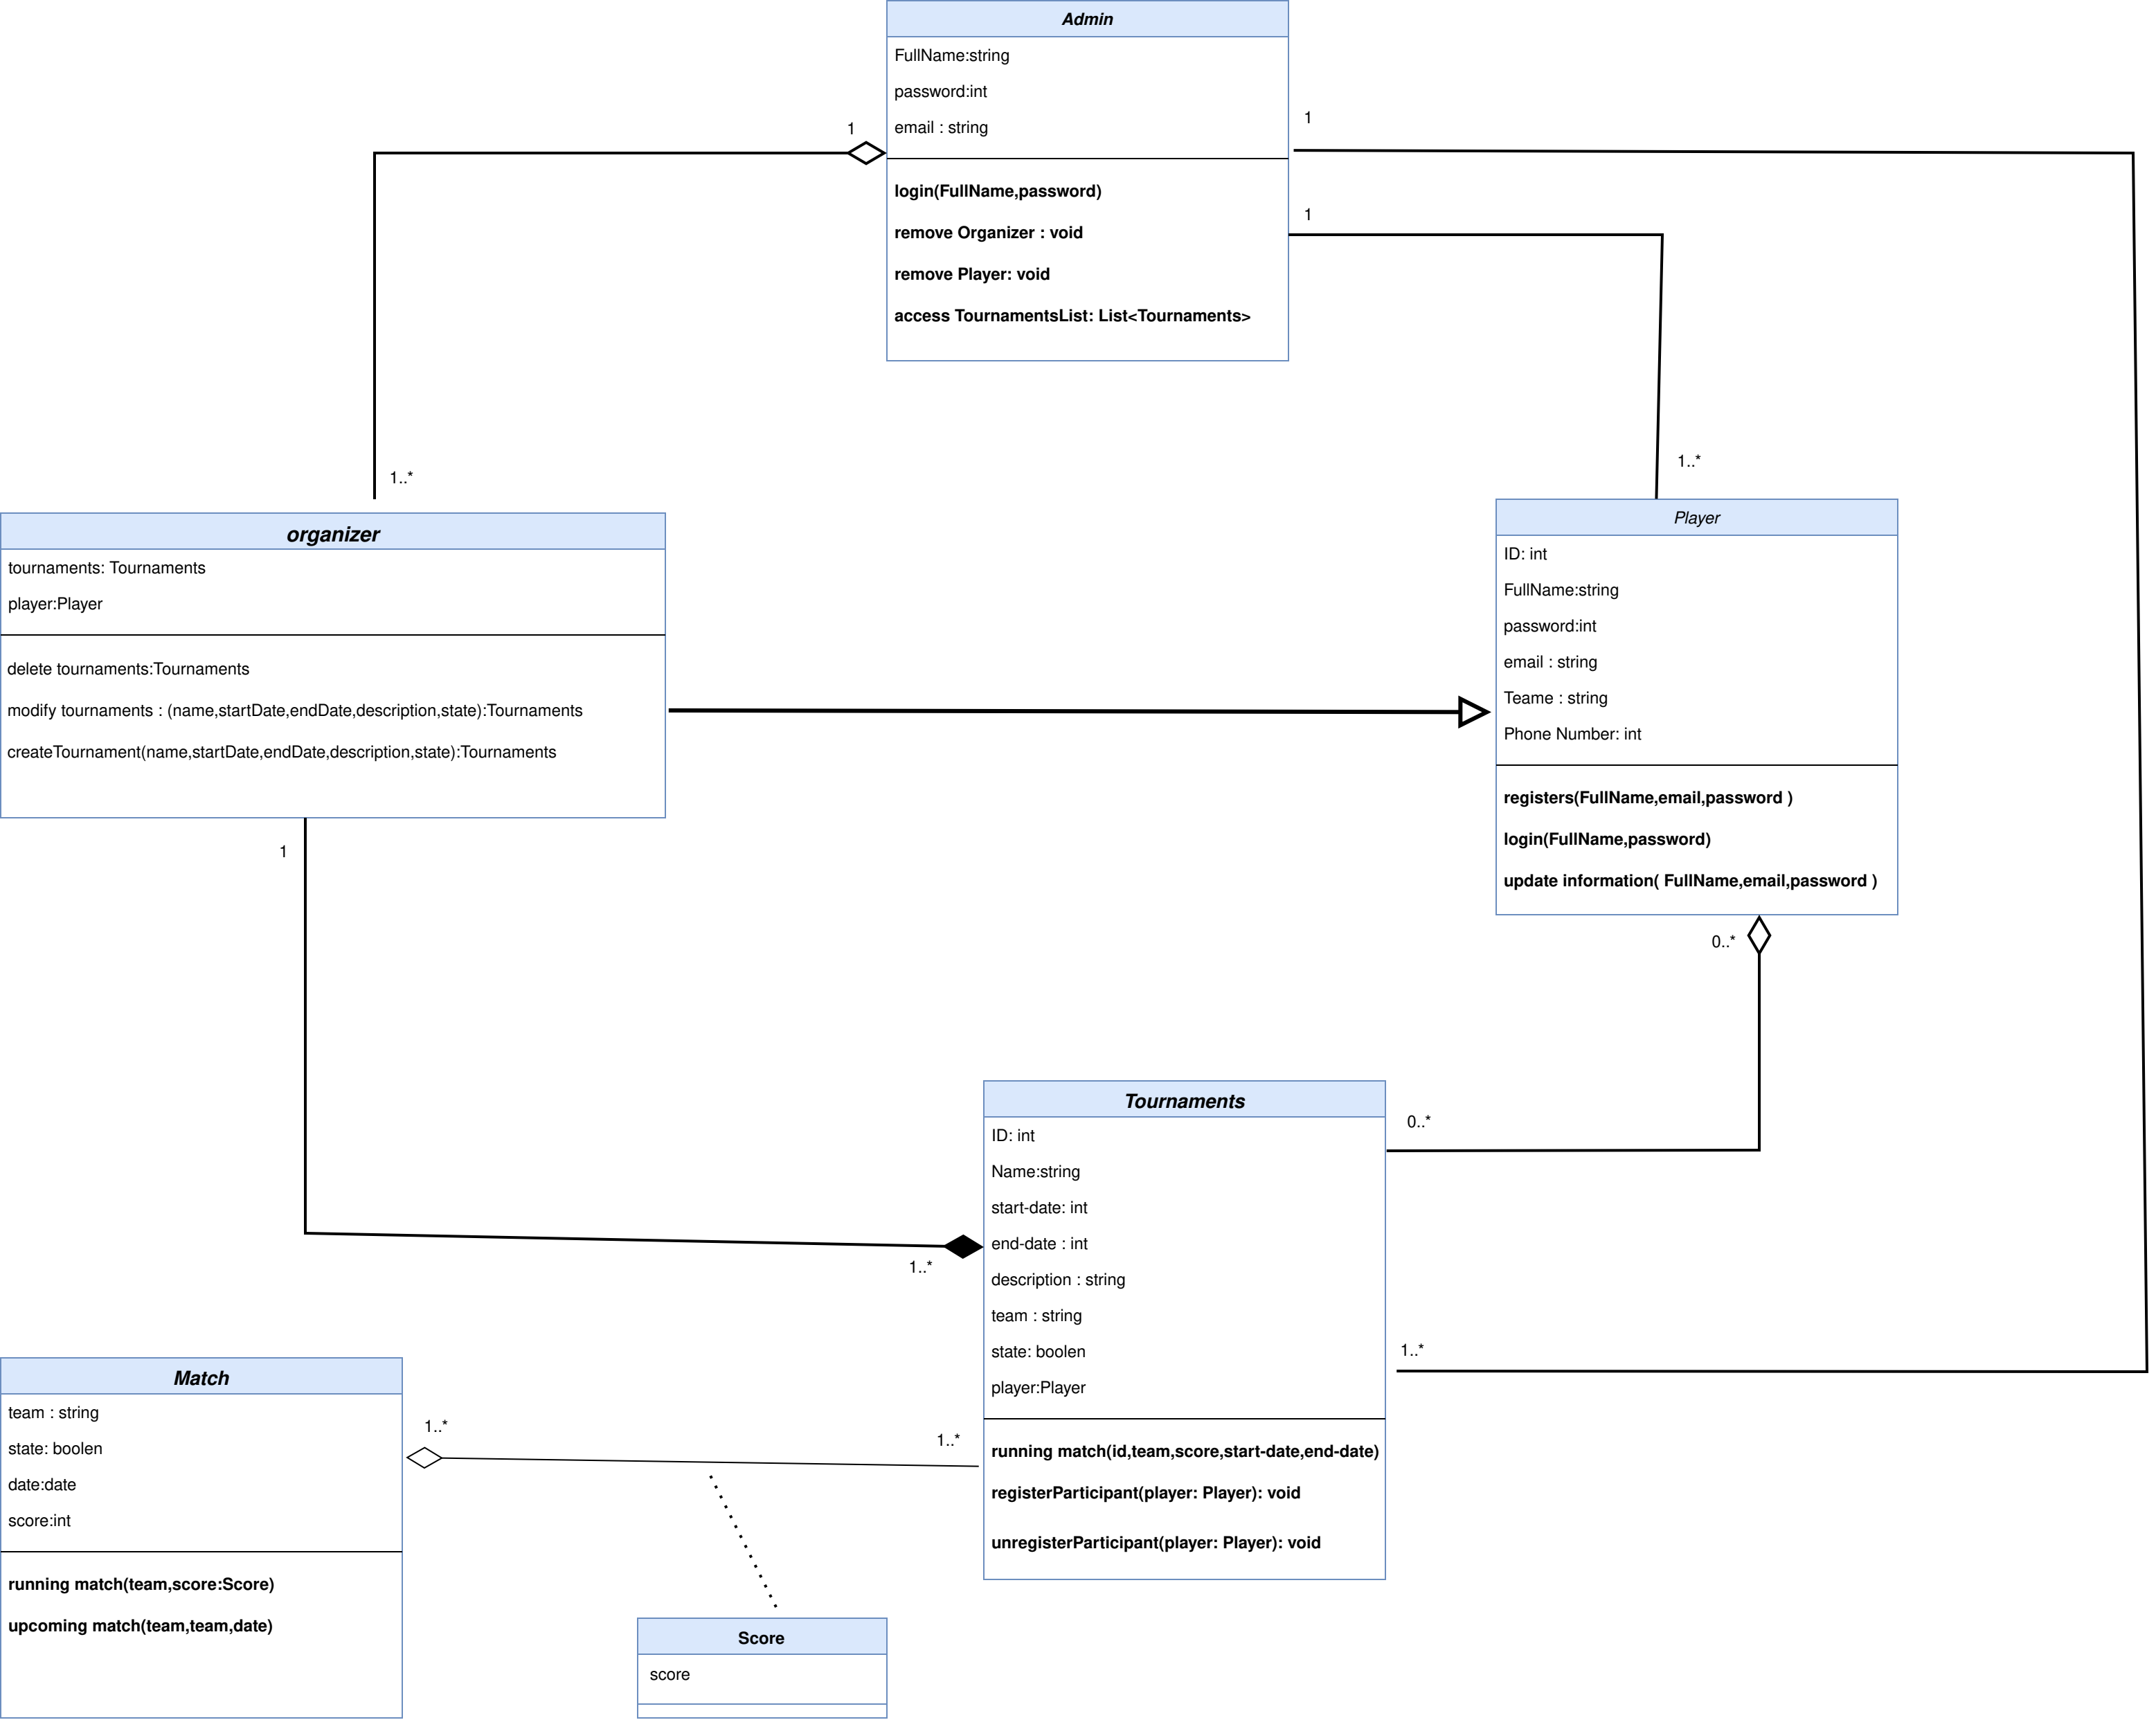 Admin
FullName:string
password:int
email : string
login(FullName,password)
remove Organizer : void
remove Player: void
access TournamentsList: List<Tournaments>
1
1
1
1..*
1..*
organizer
tournaments: Tournaments
player:Player
delete tournaments:Tournaments
modify tournaments : (name,startDate,endDate,description,state):Tournaments
createTournament(name,startDate,endDate,description,state):Tournaments
1
Player
ID: int
FullName:string
password:int
email : string
Teame : string
Phone Number: int
registers(FullName,email,password )
login(FullName,password)
update information( FullName,email,password )
0..*
0..*
1..*
1..*
Tournaments
ID: int
Name:string
start-date: int
end-date : int
description : string
team : string
state: boolen
player:Player
running match(id,team,score,start-date,end-date)
registerParticipant(player: Player): void
unregisterParticipant(player: Player): void
1..*
1..*
Match
team : string
state: boolen
date:date
score:int
running match(team,score:Score)
upcoming match(team,team,date)
Score
score